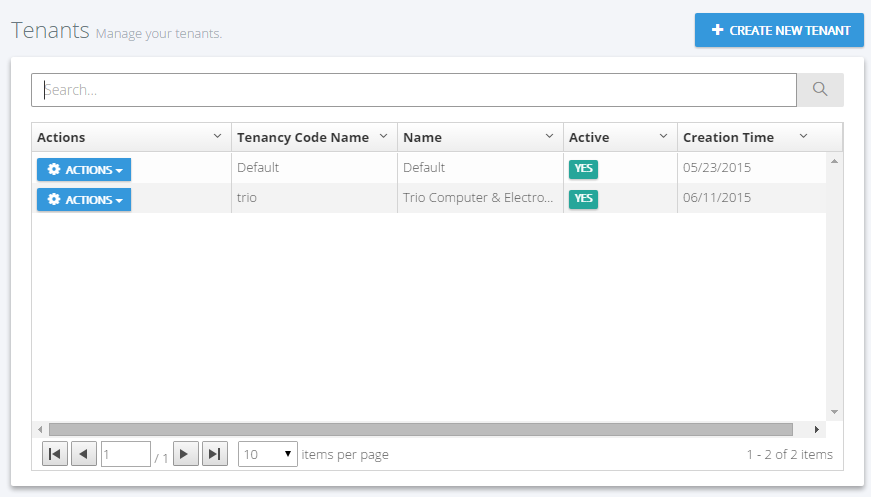 Tenants Manage your tenants.
CREATE NEW TENANT
Search...
Actions Tenancy Code Name Name Active Creation Time
ACTIONS Default Default YES 05/23/2015
ACTIONS trio Trio Computer & Electro... YES 06/11/2015
1 / 1 10 items per page 1 - 2 of 2 items